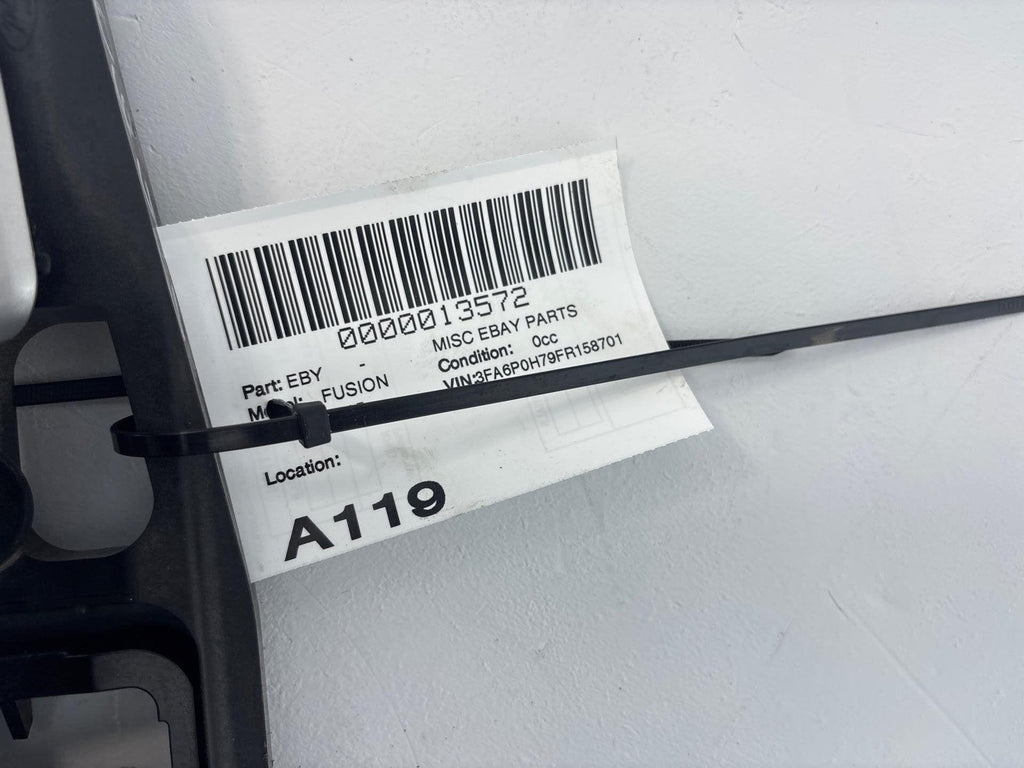 0000013572
Part: EBY - MISC EBAY PARTS
FUSION Condition: 0cc
VIN:3FA6P0H79FR158701
Location:
A119